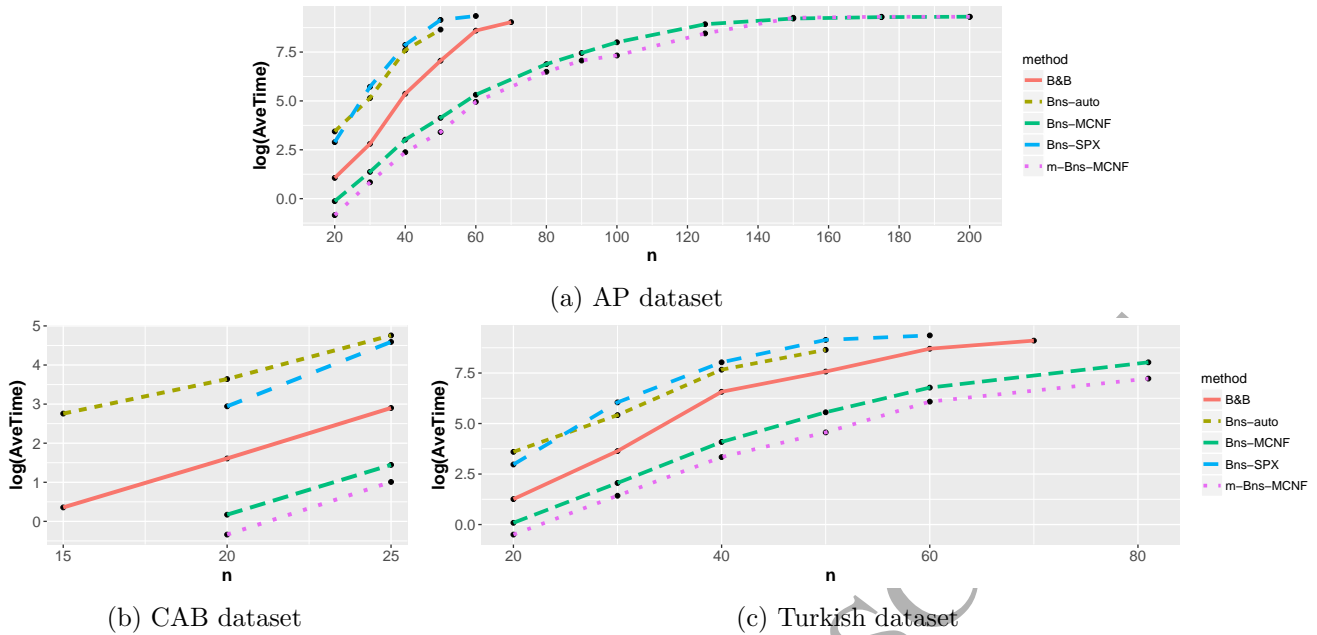 log(AveTime)
7.5
5.0
2.5
0.0
20 40 60 80 100 120 140 160 180 200
n
method
B&B
Bns−auto
Bns−MCNF
Bns−SPX
m−Bns−MCNF
(a) AP dataset
log(AveTime)
5
4
3
2
1
0
15 20 25
n
(b) CAB dataset
log(AveTime)
7.5
5.0
2.5
0.0
20 40 60 80
n
method
B&B
Bns−auto
Bns−MCNF
Bns−SPX
m−Bns−MCNF
(c) Turkish dataset